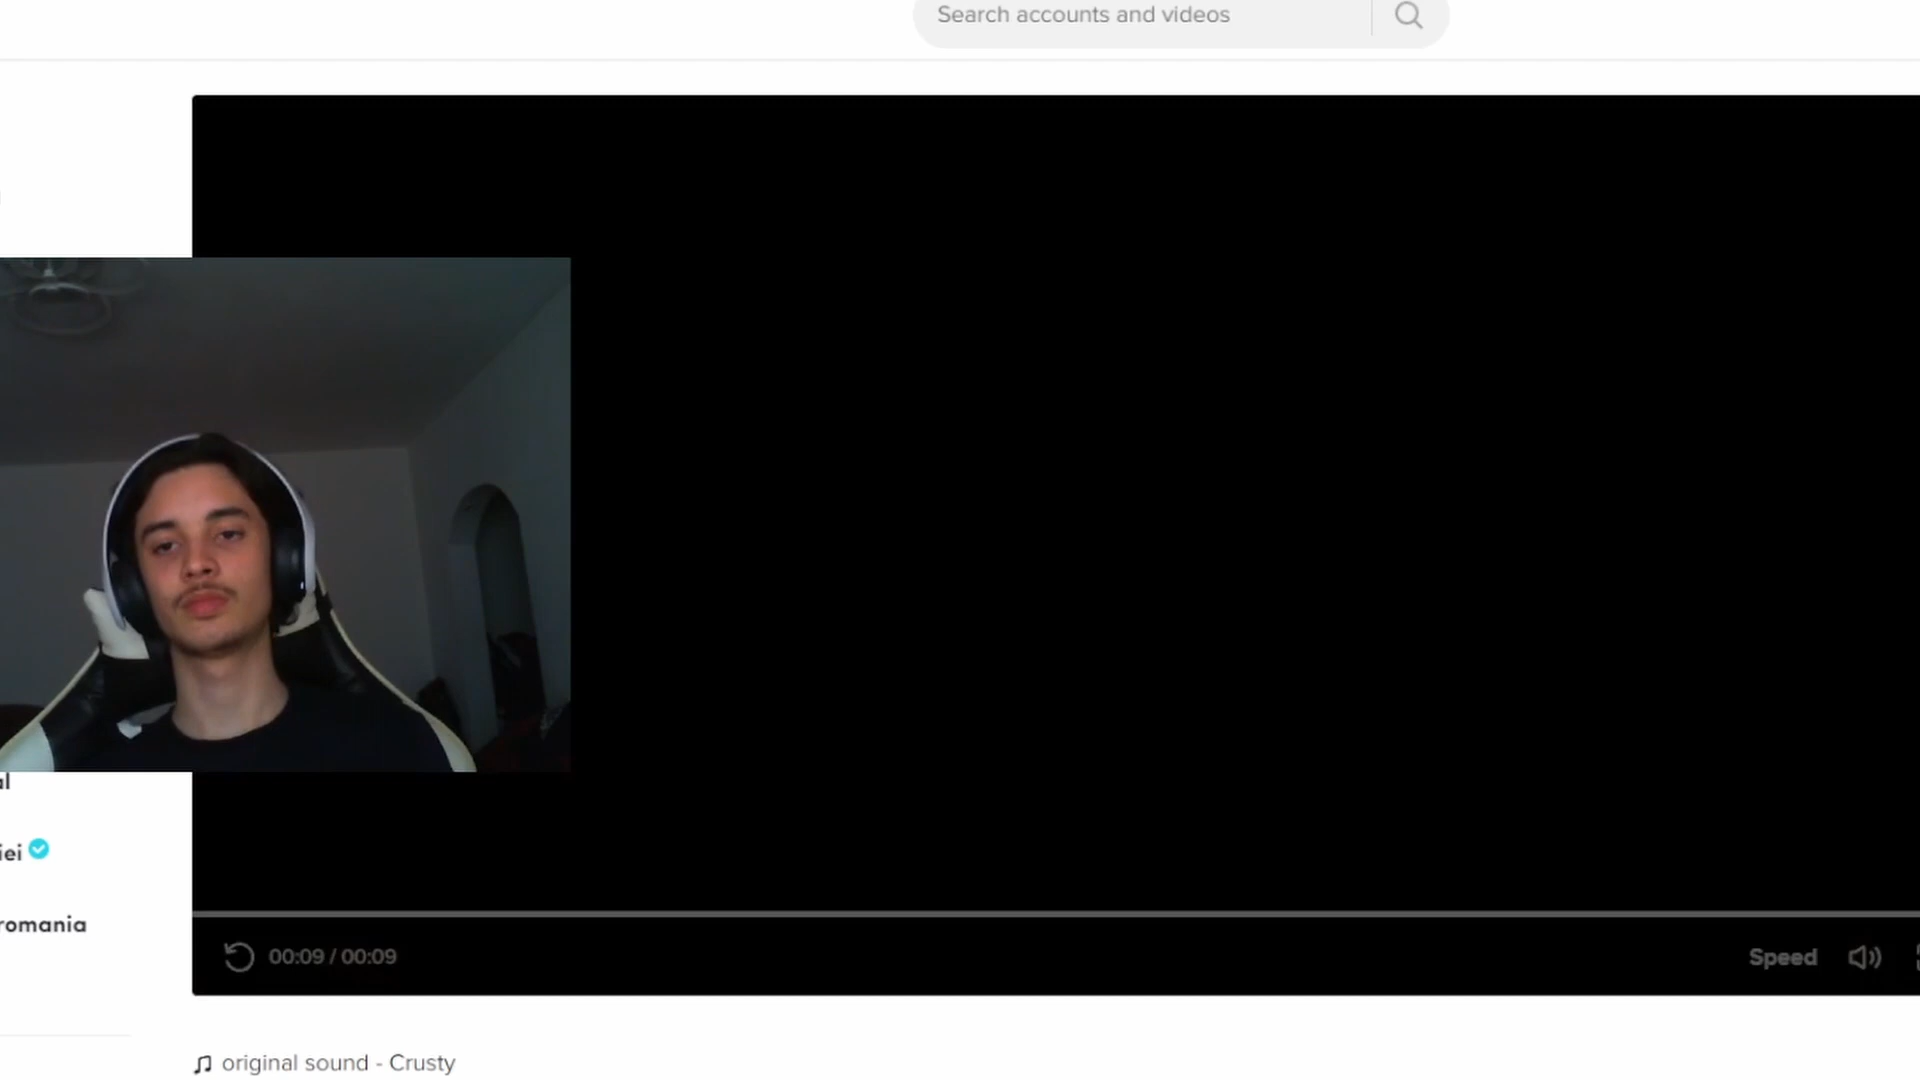 Search accounts and videos
al
iei
romania
00:09 / 00:09
Speed
original sound - Crusty